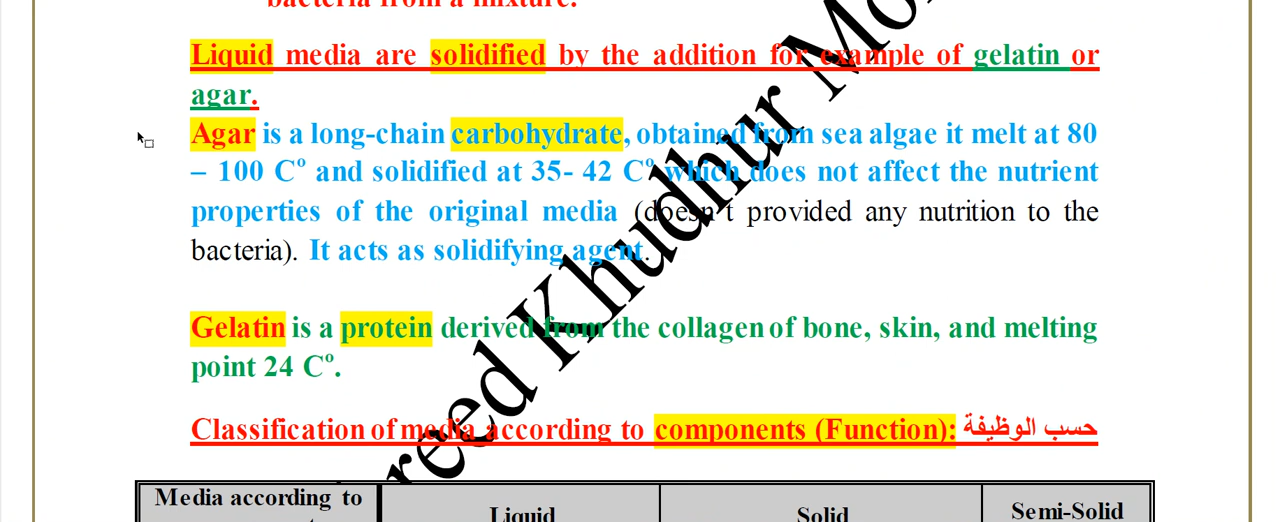 bacteria from a mixture.
Liquid media are solidified by the addition for example of gelatin or
agar.
Agar is a long-chain carbohydrate, obtained from sea algae it melt at 80
– 100 Cº and solidified at 35- 42 Cº which does not affect the nutrient
properties of the original media (doesn't provided any nutrition to the
bacteria). It acts as solidifying agent.
Gelatin is a protein derived from the collagen of bone, skin, and melting
point 24 Cº.
Classification of media according to components (Function): حسب الوظيفة
Media according to
Liquid Solid Semi-Solid
Khudhur